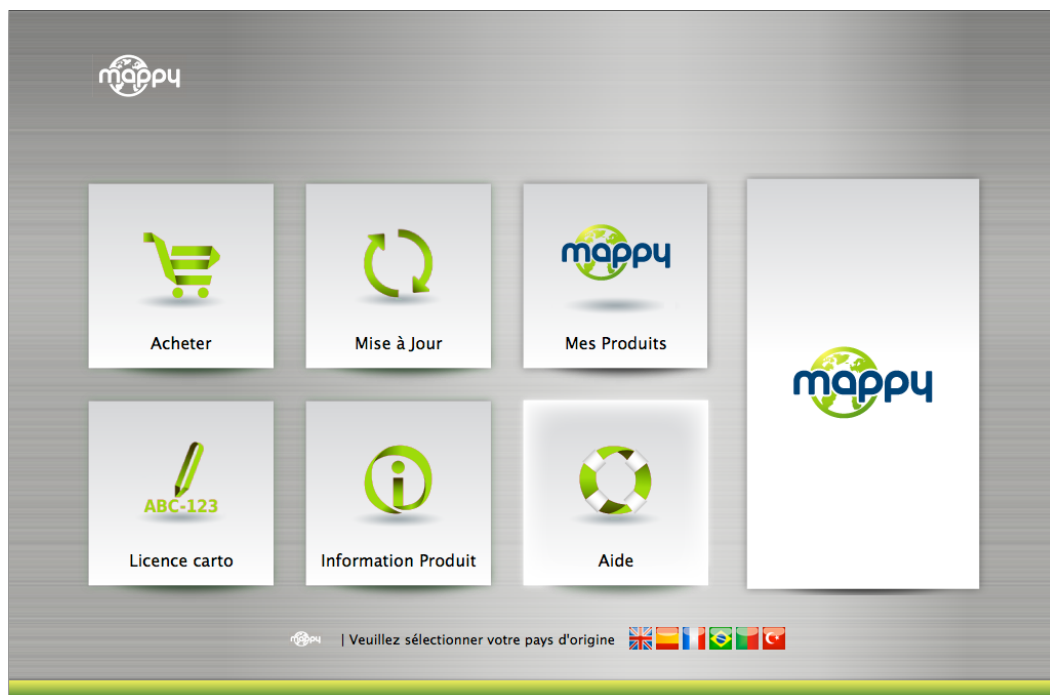 mappy
Acheter
Mise à Jour
mappy
Mes Produits
mappy
ABC-123
Licence carto
Information Produit
Aide
mappy | Veuillez sélectionner votre pays d'origine